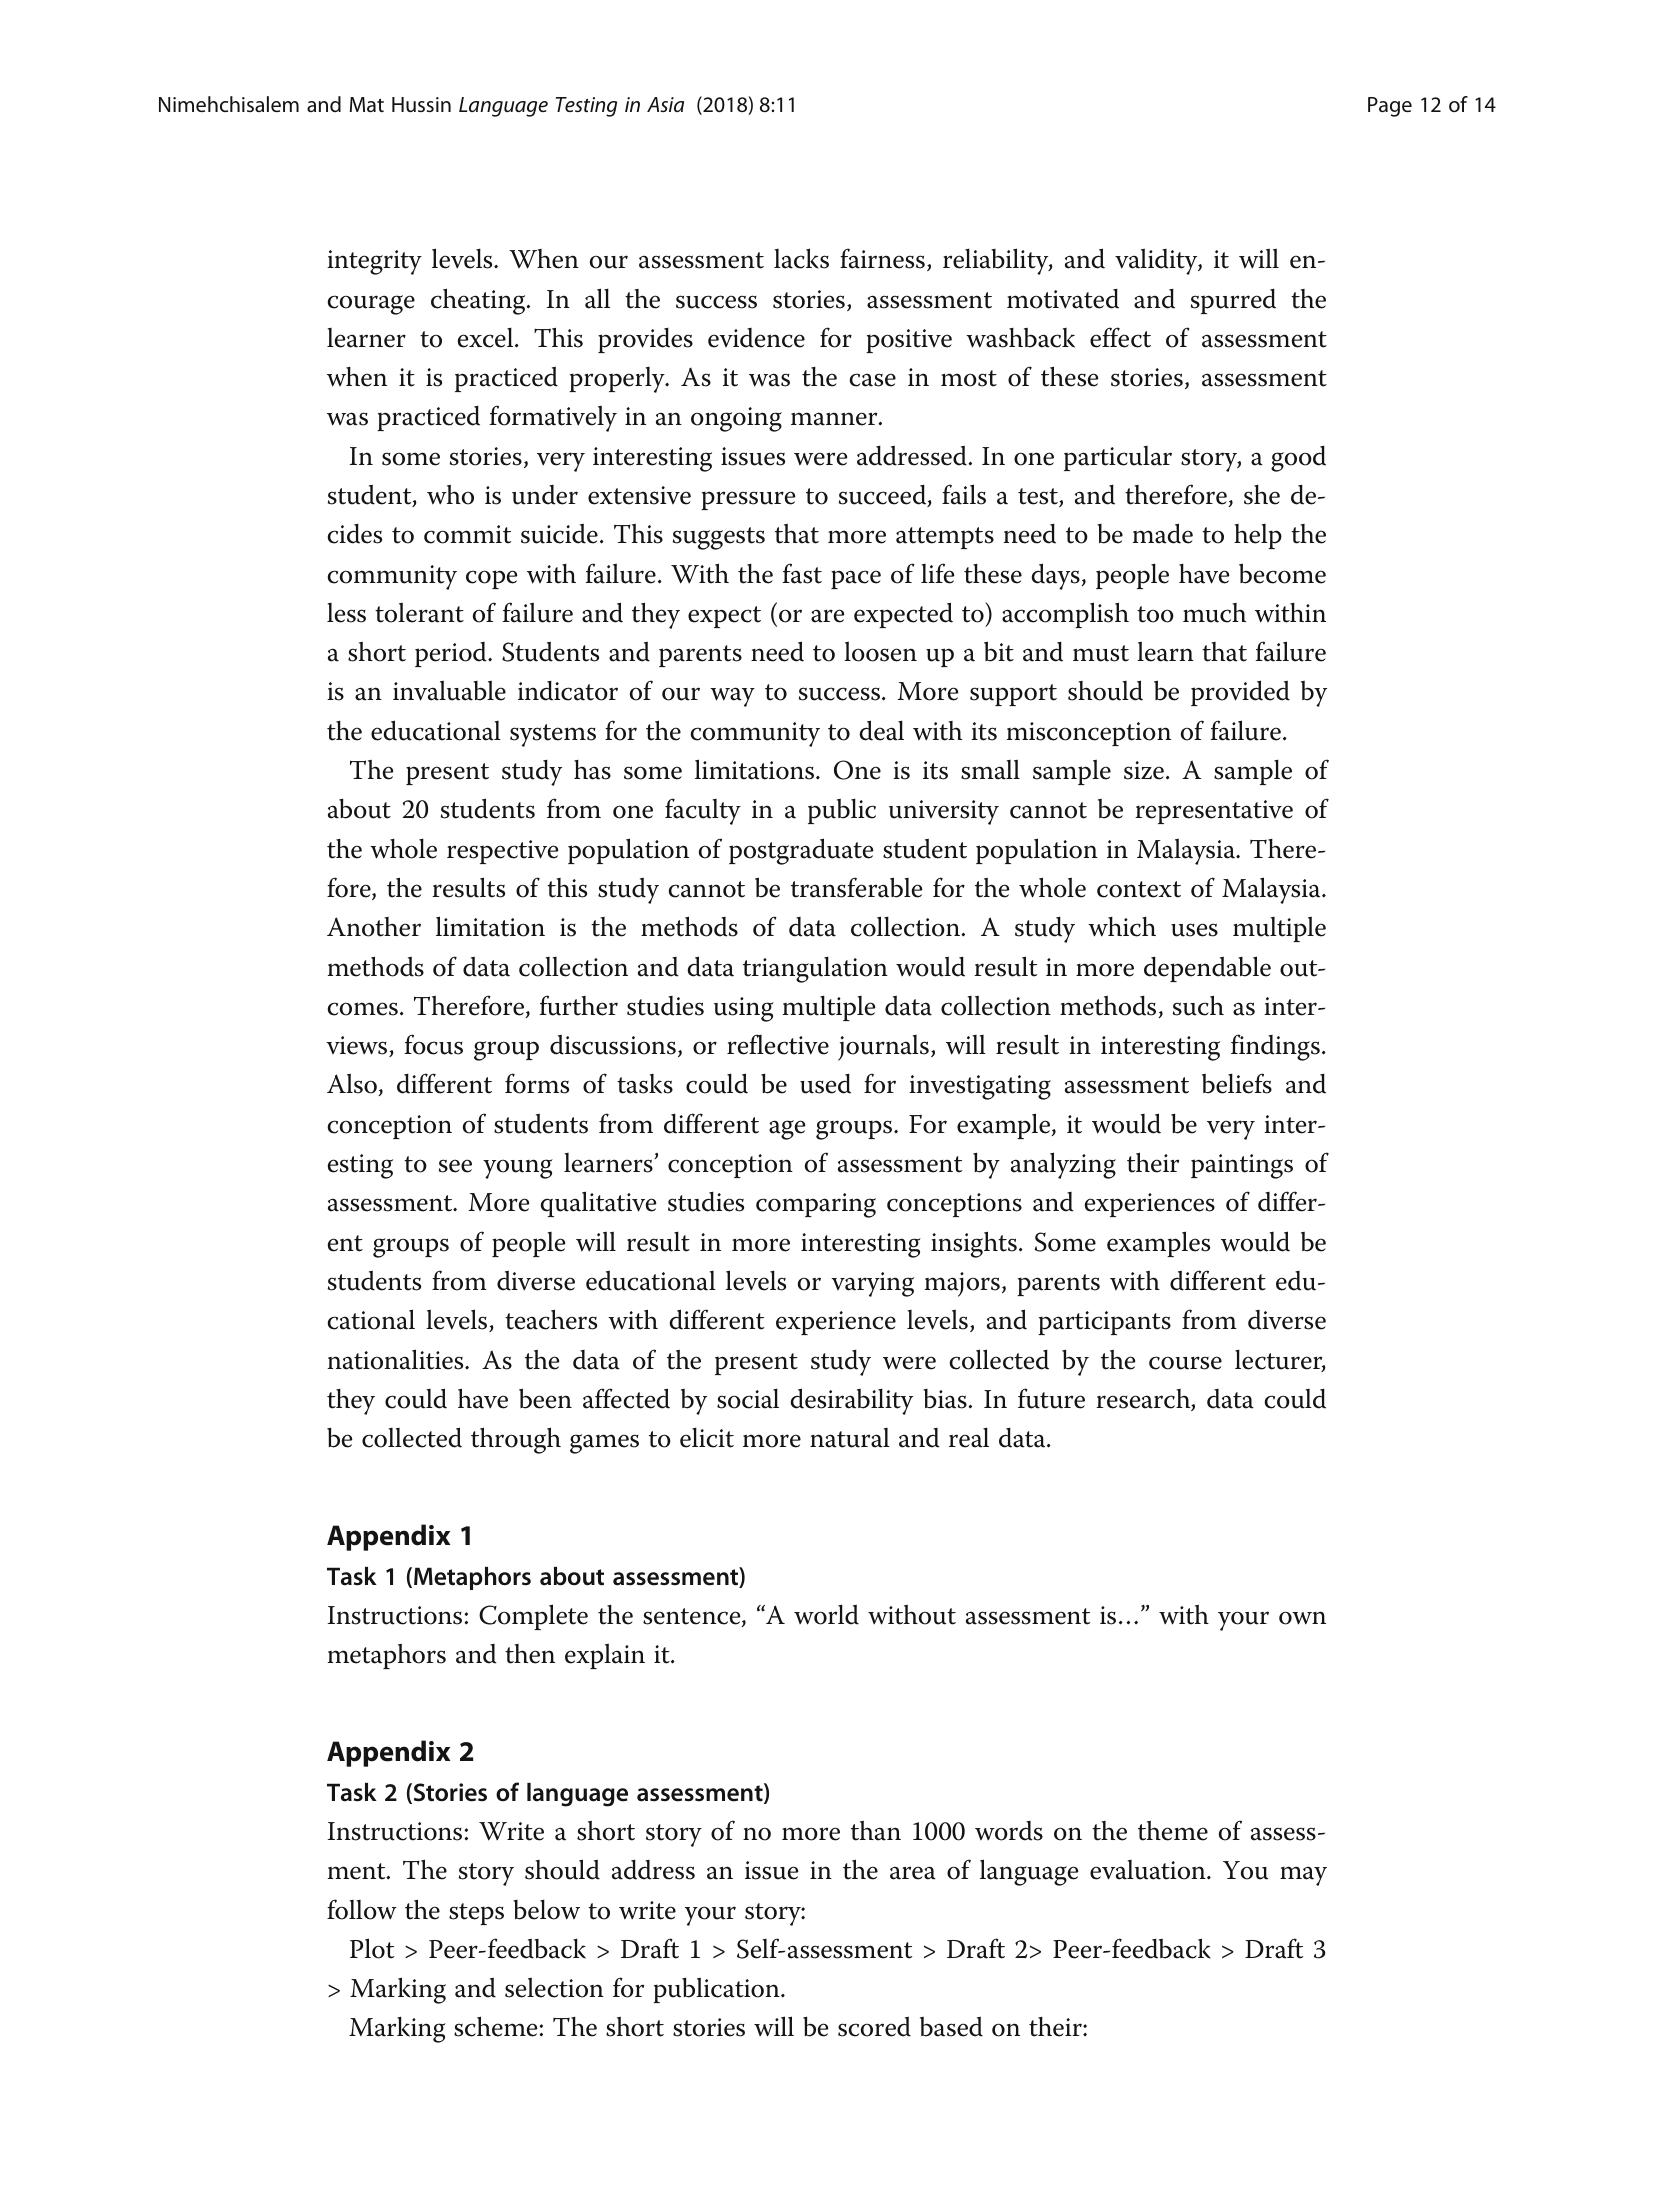 Nimehchisalem and Mat Hussin Language Testing in Asia (2018) 8:11
Page 12 of 14
integrity levels. When our assessment lacks fairness, reliability, and validity, it will en-
courage cheating. In all the success stories, assessment motivated and spurred the
learner to excel. This provides evidence for positive washback effect of assessment
when it is practiced properly. As it was the case in most of these stories, assessment
was practiced formatively in an ongoing manner.
In some stories, very interesting issues were addressed. In one particular story, a good
student, who is under extensive pressure to succeed, fails a test, and therefore, she de-
cides to commit suicide. This suggests that more attempts need to be made to help the
community cope with failure. With the fast pace of life these days, people have become
less tolerant of failure and they expect (or are expected to) accomplish too much within
a short period. Students and parents need to loosen up a bit and must learn that failure
is an invaluable indicator of our way to success. More support should be provided by
the educational systems for the community to deal with its misconception of failure.
The present study has some limitations. One is its small sample size. A sample of
about 20 students from one faculty in a public university cannot be representative of
the whole respective population of postgraduate student population in Malaysia. There-
fore, the results of this study cannot be transferable for the whole context of Malaysia.
Another limitation is the methods of data collection. A study which uses multiple
methods of data collection and data triangulation would result in more dependable out-
comes. Therefore, further studies using multiple data collection methods, such as inter-
views, focus group discussions, or reflective journals, will result in interesting findings.
Also, different forms of tasks could be used for investigating assessment beliefs and
conception of students from different age groups. For example, it would be very inter-
esting to see young learners’ conception of assessment by analyzing their paintings of
assessment. More qualitative studies comparing conceptions and experiences of differ-
ent groups of people will result in more interesting insights. Some examples would be
students from diverse educational levels or varying majors, parents with different edu-
cational levels, teachers with different experience levels, and participants from diverse
nationalities. As the data of the present study were collected by the course lecturer,
they could have been affected by social desirability bias. In future research, data could
be collected through games to elicit more natural and real data.
Appendix 1
Task 1 (Metaphors about assessment)
Instructions: Complete the sentence, “A world without assessment is…” with your own
metaphors and then explain it.
Appendix 2
Task 2 (Stories of language assessment)
Instructions: Write a short story of no more than 1000 words on the theme of assess-
ment. The story should address an issue in the area of language evaluation. You may
follow the steps below to write your story:
Plot > Peer-feedback > Draft 1 > Self-assessment > Draft 2> Peer-feedback > Draft 3
> Marking and selection for publication.
Marking scheme: The short stories will be scored based on their: